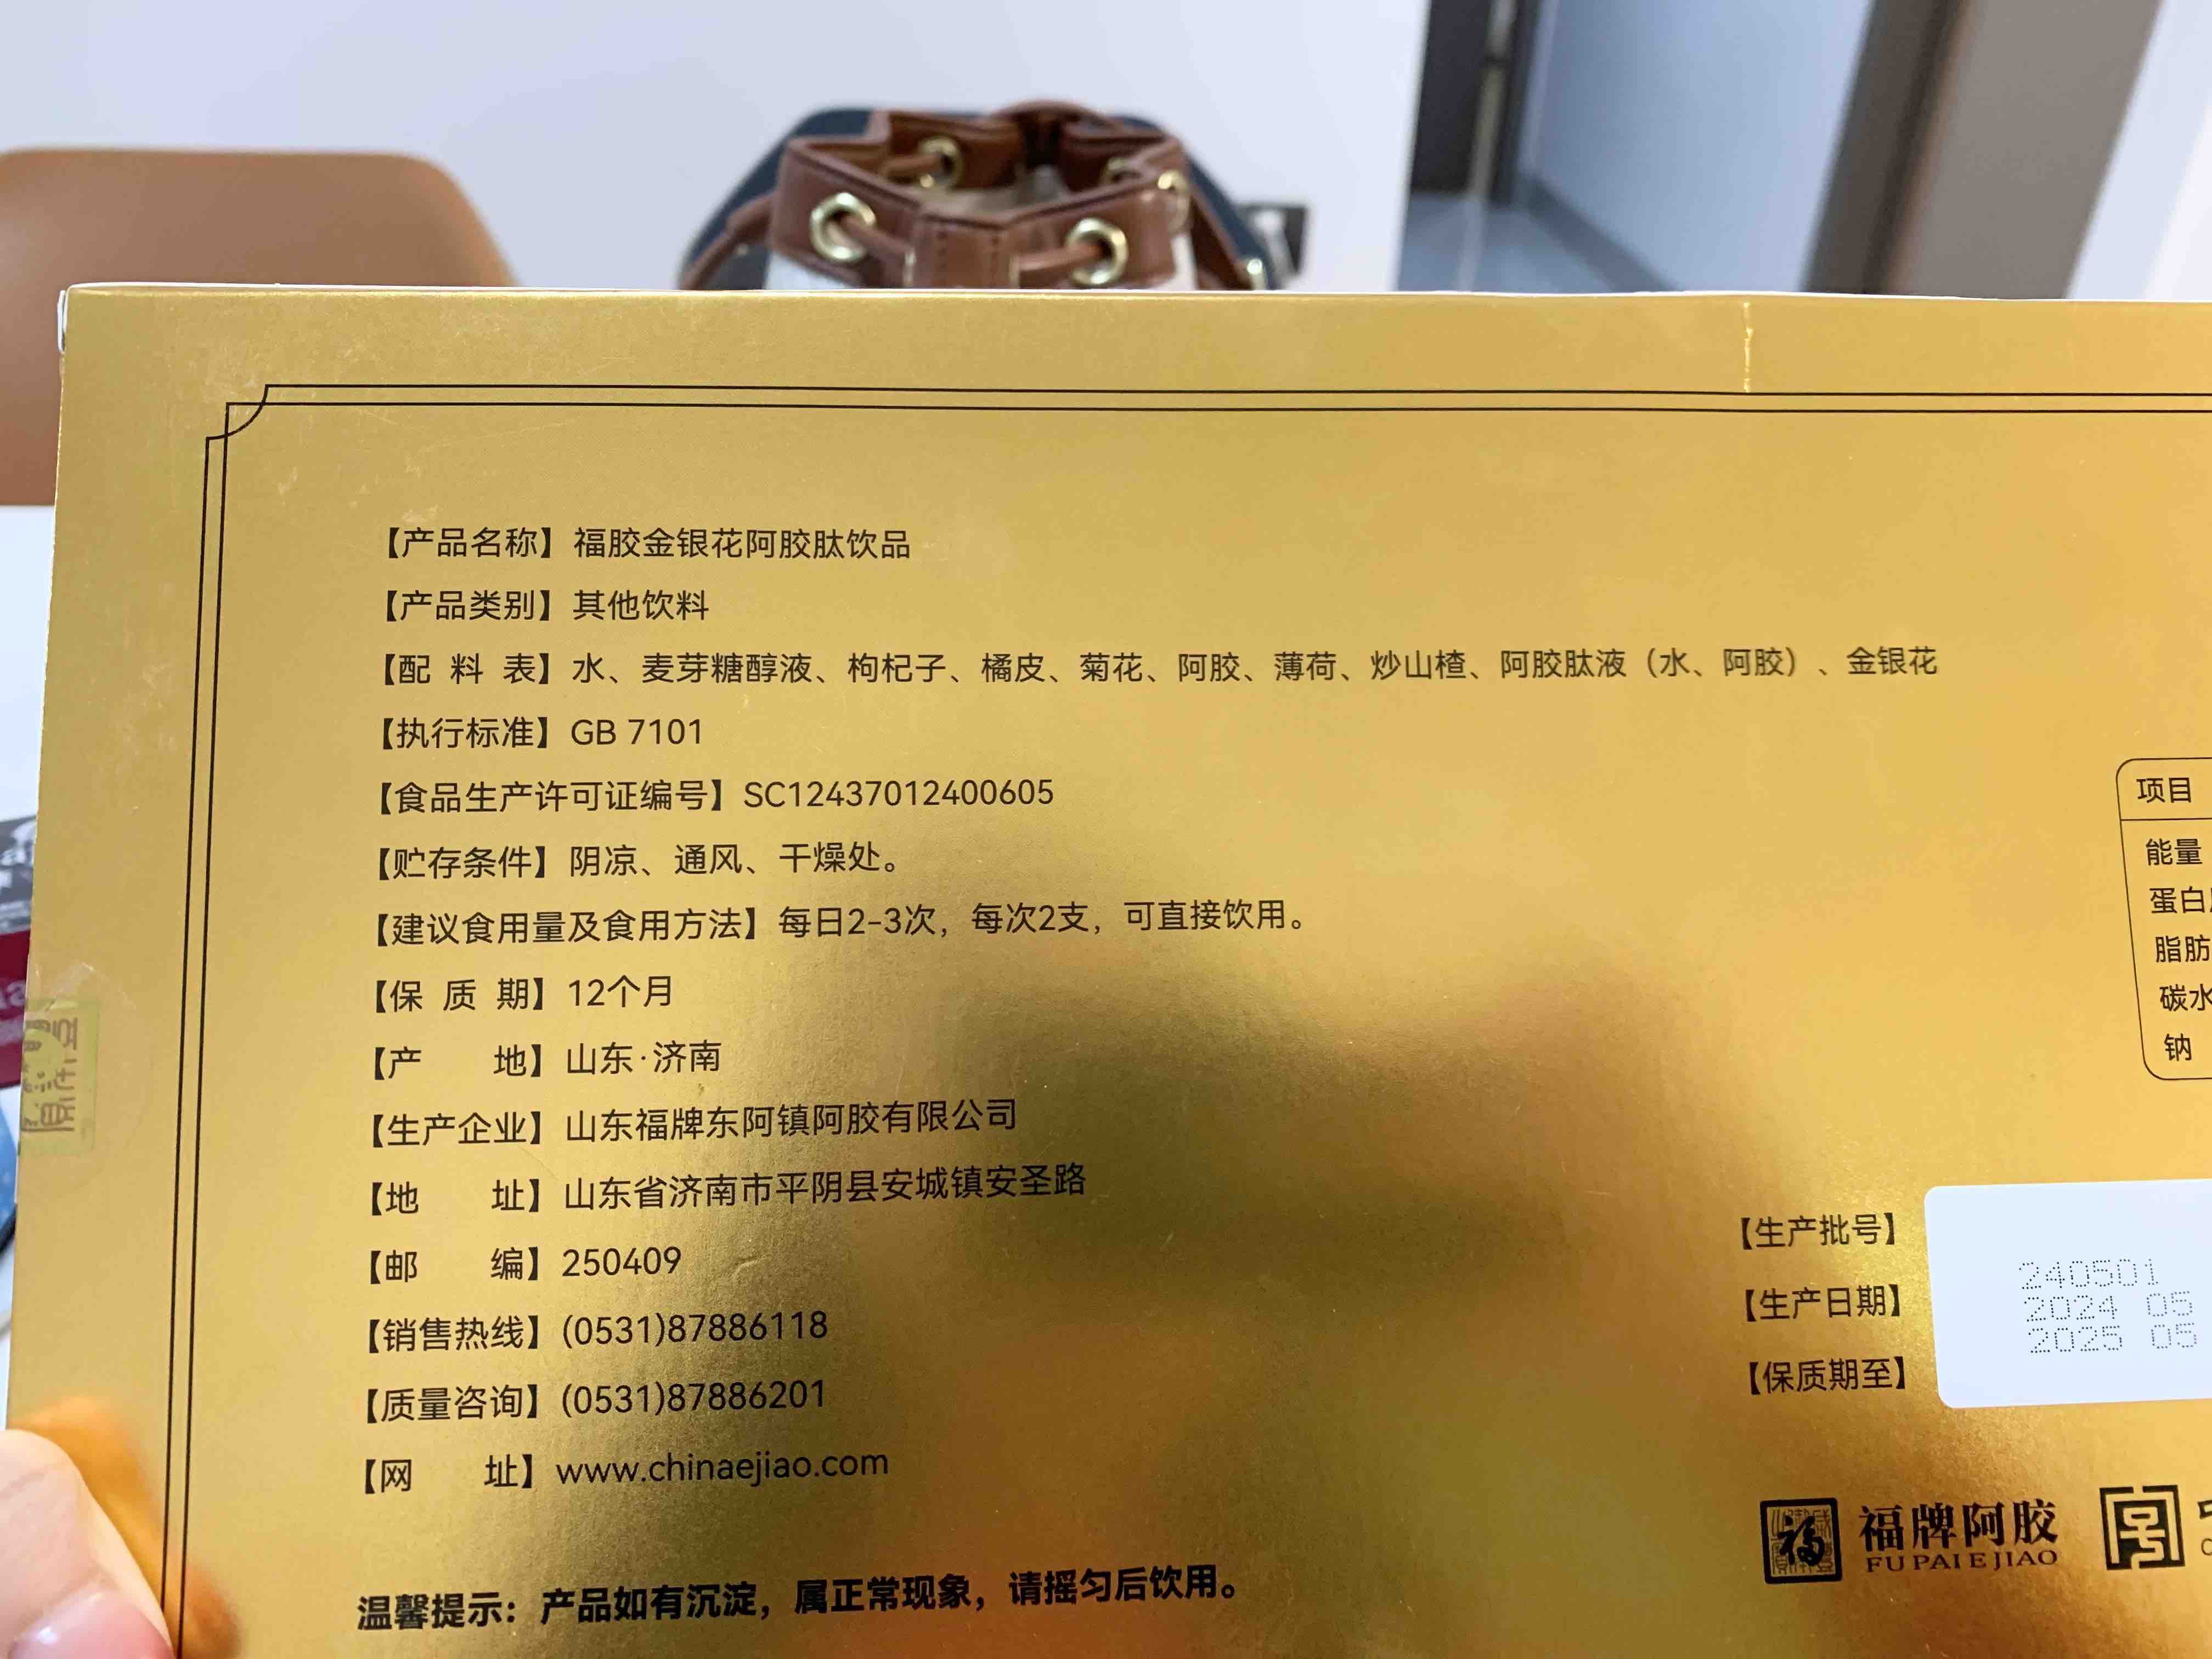 【产品名称】福胶金银花阿胶肽饮品
【产品类别】其他饮料
【配料表】水、麦芽糖醇液、枸杞子、橘皮、菊花、阿胶、薄荷、炒山楂、阿胶肽液（水、阿胶）、金银花
【执行标准】GB 7101
【食品生产许可证编号】SC12437012400605
【贮存条件】阴凉、通风、干燥处。
【建议食用量及食用方法】每日2-3次，每次2支，可直接饮用。
【保质期】12个月
【产地】山东·济南
【生产企业】山东福牌东阿镇阿胶有限公司
【地址】山东省济南市平阴县安城镇安圣路
【邮编】250409
【销售热线】(0531)87886118
【质量咨询】(0531)87886201
【网址】www.chinaejiao.com
温馨提示：产品如有沉淀，属正常现象，请摇匀后饮用。
项目
能量
蛋白
脂肪
碳水
钠
【生产批号】240501
【生产日期】2024 05
【保质期至】2025 05
福
福牌阿胶
FU PAI E JIAO